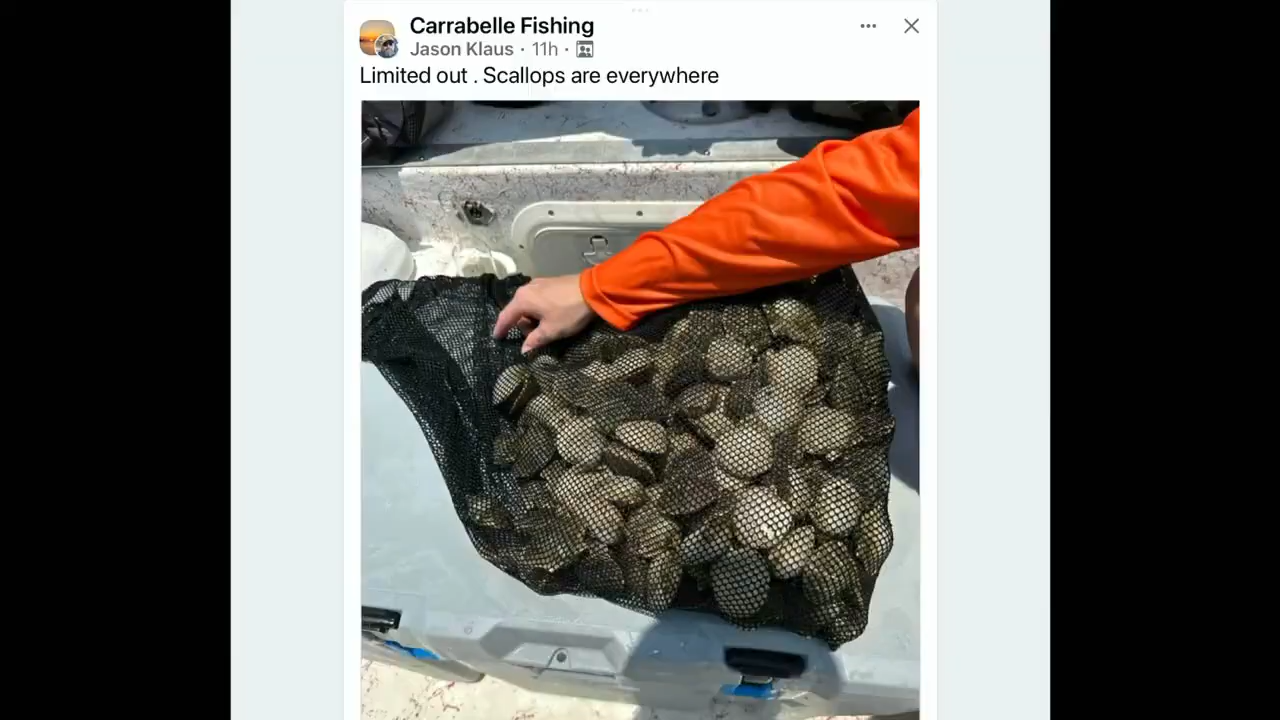 Carrabelle Fishing
Jason Klaus · 11h ·
Limited out . Scallops are everywhere